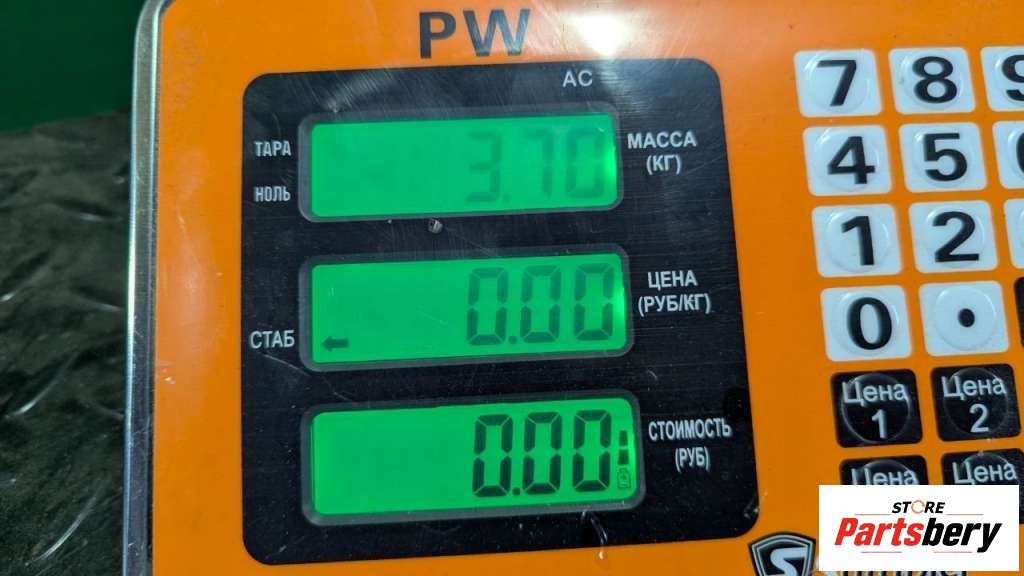 PW
AC
ТАРА
НОЛЬ
3.70
МАССА
(КГ)
СТАБ
0.00
ЦЕНА
(РУБ/КГ)
0.00
СТОИМОСТЬ
(РУБ)
7 8 9
4 5
1 2
0 .
Цена
1
Цена
2
Цена
Цена
STORE
Partsbery